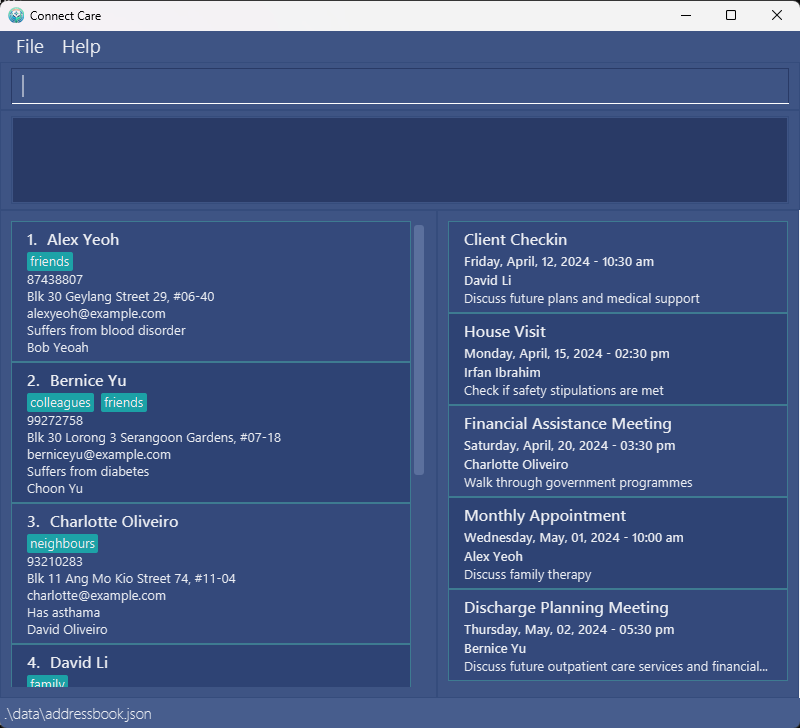 Connect Care
File Help
1. Alex Yeoh
friends
87438807
Blk 30 Geylang Street 29, #06-40
alexyeoh@example.com
Suffers from blood disorder
Bob Yeoah
2. Bernice Yu
colleagues friends
99272758
Blk 30 Lorong 3 Serangoon Gardens, #07-18
berniceyu@example.com
Suffers from diabetes
Choon Yu
3. Charlotte Oliveiro
neighbours
93210283
Blk 11 Ang Mo Kio Street 74, #11-04
charlotte@example.com
Has asthama
David Oliveiro
4. David Li
family
Client Checkin
Friday, April, 12, 2024 - 10:30 am
David Li
Discuss future plans and medical support
House Visit
Monday, April, 15, 2024 - 02:30 pm
Irfan Ibrahim
Check if safety stipulations are met
Financial Assistance Meeting
Saturday, April, 20, 2024 - 03:30 pm
Charlotte Oliveiro
Walk through government programmes
Monthly Appointment
Wednesday, May, 01, 2024 - 10:00 am
Alex Yeoh
Discuss family therapy
Discharge Planning Meeting
Thursday, May, 02, 2024 - 05:30 pm
Bernice Yu
Discuss future outpatient care services and financial...
.\data\addressbook.json